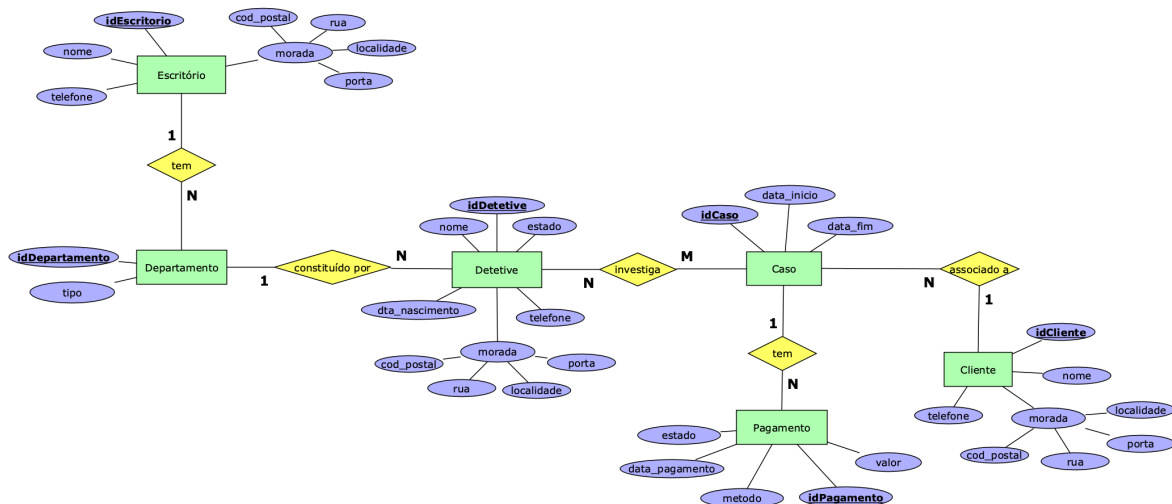 idEscritorio
cod_postal
rua
nome
morada
localidade
Escritório
telefone
porta
1
tem
N
idDepartamento
Departamento
tipo
1
constituído por
N
idDetetive
nome
estado
Detetive
dta_nascimento
telefone
morada
cod_postal
porta
rua
localidade
N
investiga
M
data_inicio
idCaso
data_fim
Caso
N
associado a
1
1
tem
N
idCliente
Cliente
nome
telefone
morada
localidade
cod_postal
rua
porta
Pagamento
estado
data_pagamento
metodo
idPagamento
valor